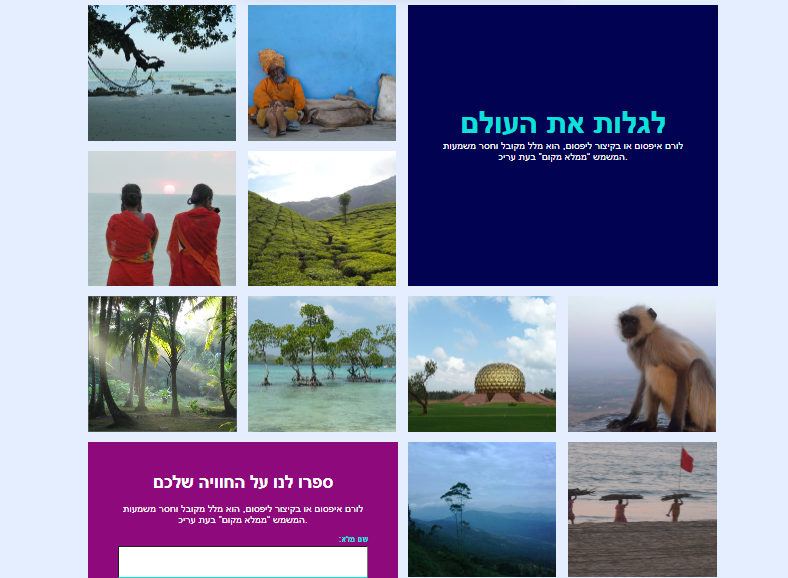 לגלות את העולם
לורם איפסום או בקיצור ליפסום, הוא מלל מקובל וחסר משמעות
המשמש "ממלא מקום" בעת עריכ.
ספרו לנו על החוויה שלכם
לורם איפסום או בקיצור ליפסום, הוא מלל מקובל וחסר משמעות
המשמש "ממלא מקום" בעת עריכ.
שם מלא: